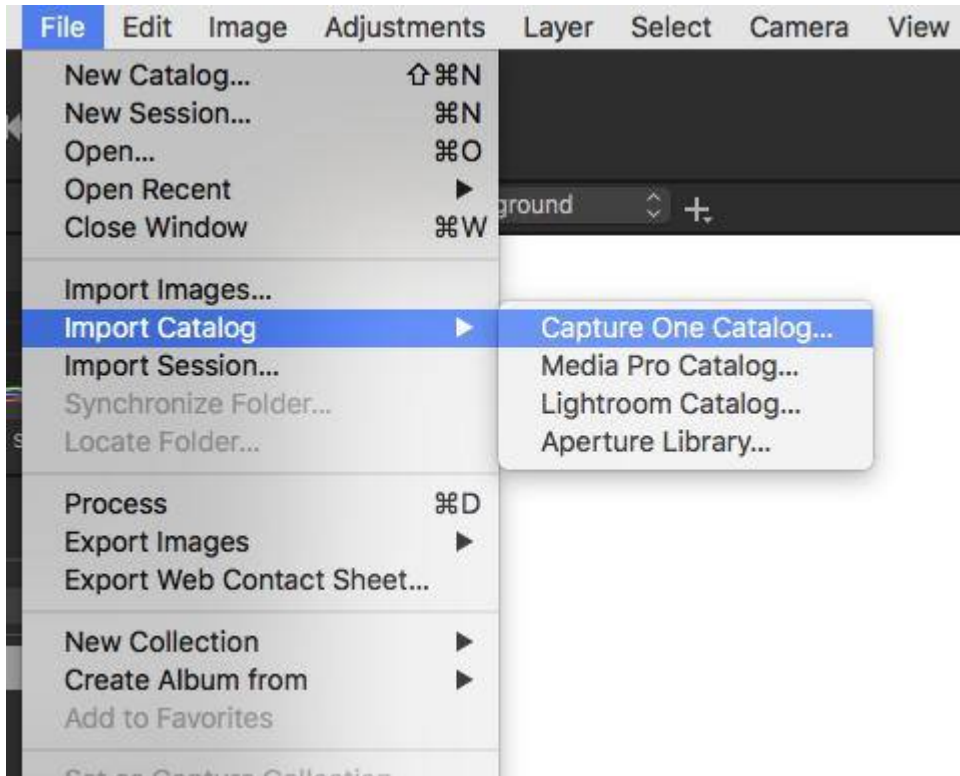 File Edit Image Adjustments Layer Select Camera View
New Catalog... ⇧⌘N
New Session... ⌘N
Open... ⌘O
Open Recent ▶
ground
Close Window ⌘W
Import Images...
Import Catalog ▶
Capture One Catalog...
Import Session...
Media Pro Catalog...
Synchronize Folder...
Lightroom Catalog...
Locate Folder...
Aperture Library...
Process ⌘D
Export Images ▶
Export Web Contact Sheet...
New Collection ▶
Create Album from ▶
Add to Favorites